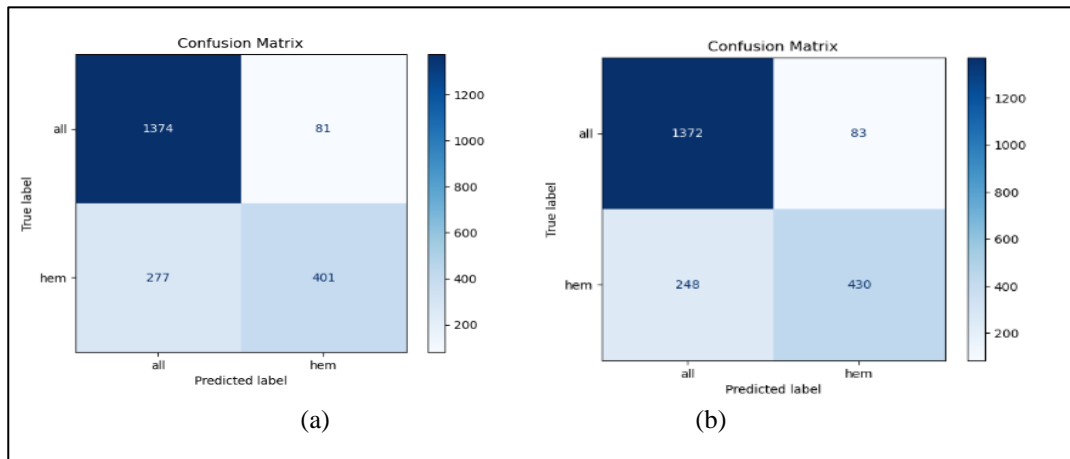 Confusion Matrix
1200
all
1374
81
1000
800
True label
600
hem
277
401
400
200
all
hem
Predicted label
(a)
Confusion Matrix
1200
all
1372
83
1000
800
True label
600
hem
248
430
400
200
all
hem
Predicted label
(b)